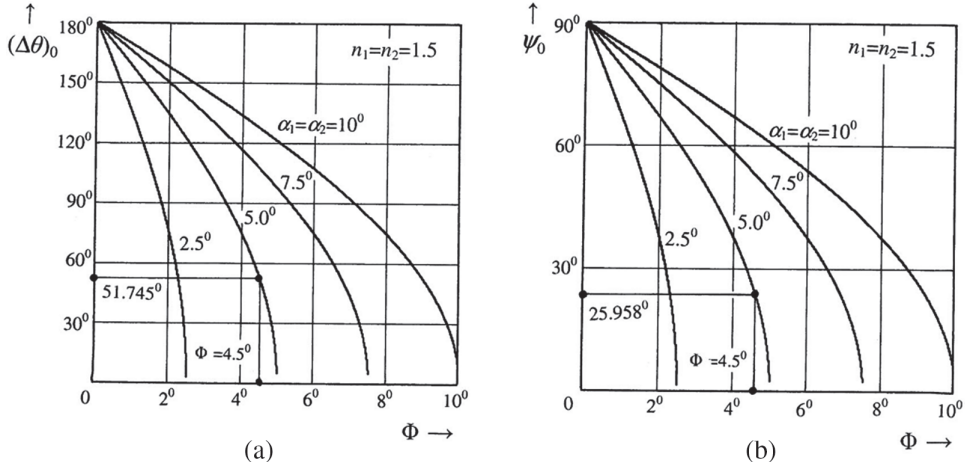 ↑
(Δθ)₀
180⁰
150⁰
120⁰
90⁰
60⁰
30⁰
0
n₁=n₂=1.5
α₁=α₂=10⁰
7.5⁰
5.0⁰
2.5⁰
51.745⁰
Φ =4.5⁰
2⁰ 4⁰ 6⁰ 8⁰ 10⁰
Φ →
(a)
↑
ψ₀
90⁰
60⁰
30⁰
0
n₁=n₂=1.5
α₁=α₂=10⁰
7.5⁰
5.0⁰
2.5⁰
25.958⁰
Φ =4.5⁰
2⁰ 4⁰ 6⁰ 8⁰ 10⁰
Φ →
(b)